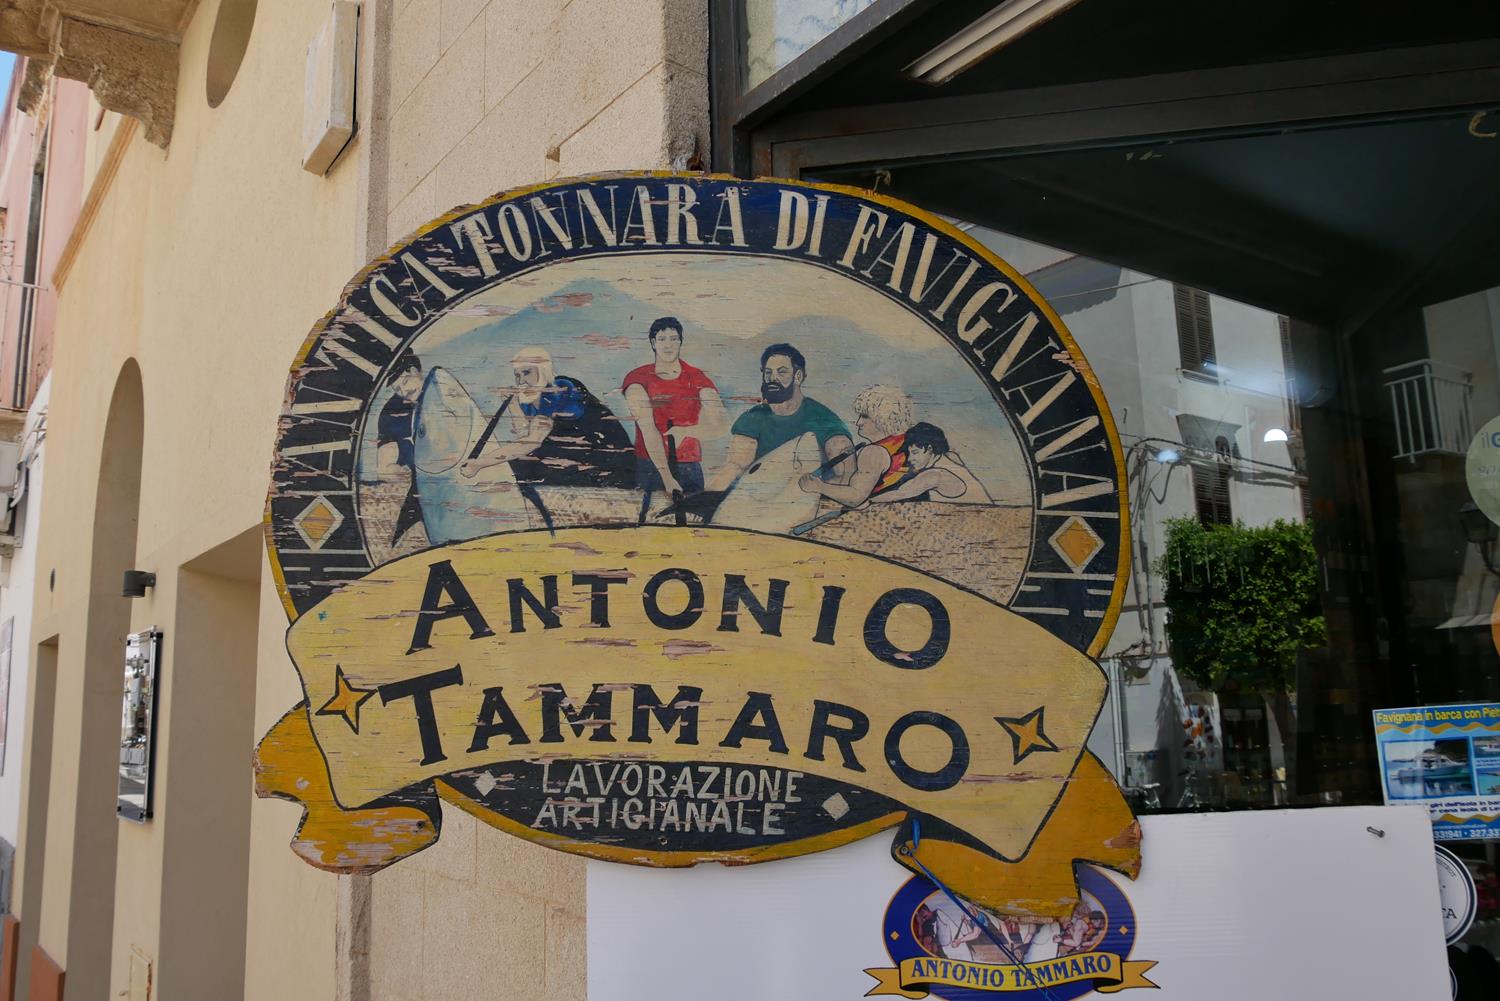 ANTICA TONNARA DI FAVIGNANA
ANTONIO
TAMMARO
LAVORAZIONE
ARTIGIANALE
ANTONIO TAMMARO
Favignana in barca con